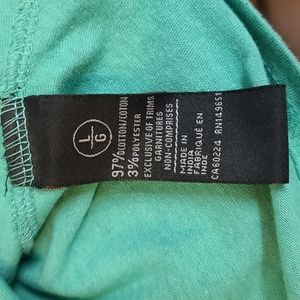 L/G
97%COTTON/COTON
3%POLYESTER
EXCLUSIVE OF TRIMS
GARNITURES
NON-COMPRISES
MADE IN
INDIA
FABRIQUÉ EN
INDE
CA60224 RN149651